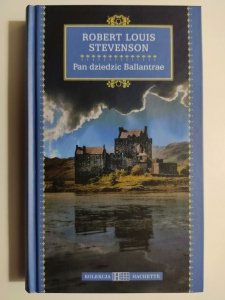 ROBERT LOUIS
STEVENSON
Pan dziedzic Ballantrae
KOLEKCJA H HACHETTE